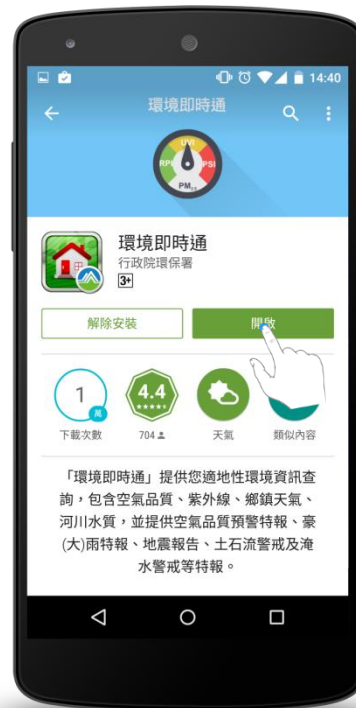 14:40
環境即時通
UVI
RPI
PSI
PM2.5
環境即時通
行政院環保署
3+
解除安裝
開啟
1
萬
下載次數
4.4
704
天氣
類似內容
「環境即時通」提供您適地性環境資訊查
詢，包含空氣品質、紫外線、鄉鎮天氣、
河川水質，並提供空氣品質預警特報、豪
(大)雨特報、地震報告、土石流警戒及淹
水警戒等特報。